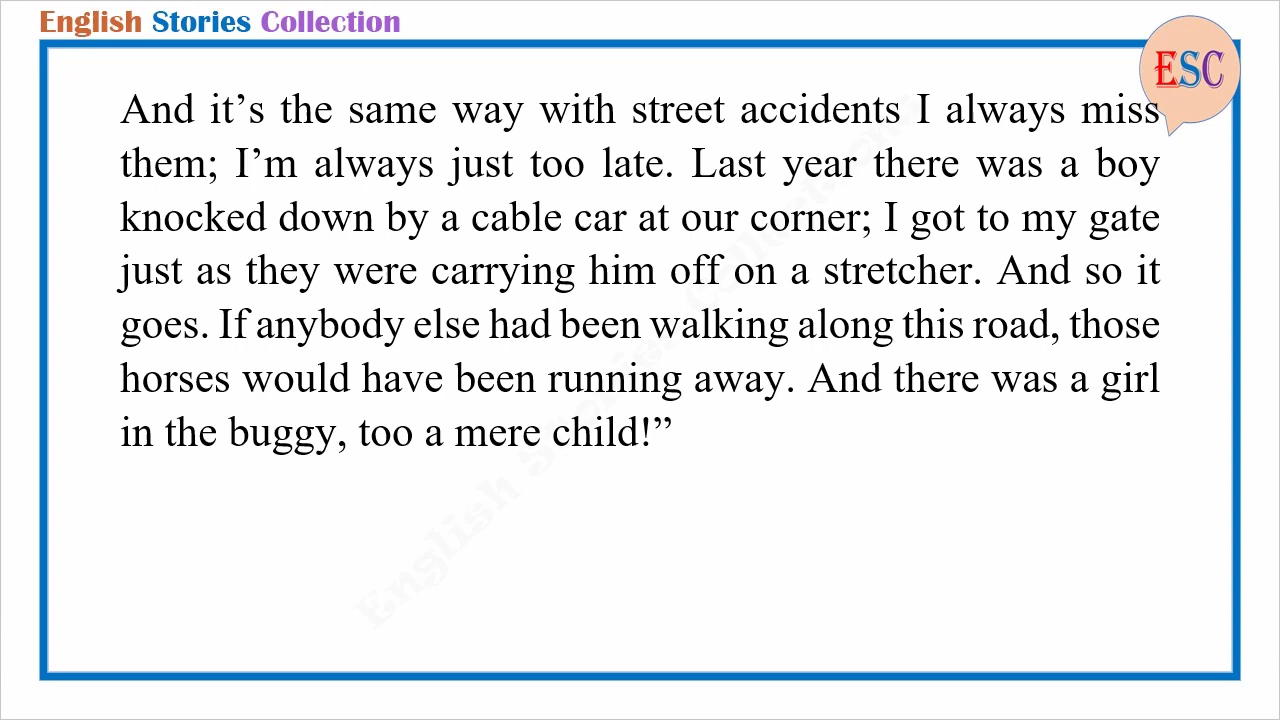 English Stories Collection
ESC
And it’s the same way with street accidents I always miss
them; I’m always just too late. Last year there was a boy
knocked down by a cable car at our corner; I got to my gate
just as they were carrying him off on a stretcher. And so it
goes. If anybody else had been walking along this road, those
horses would have been running away. And there was a girl
in the buggy, too a mere child!”
English Stories Collection